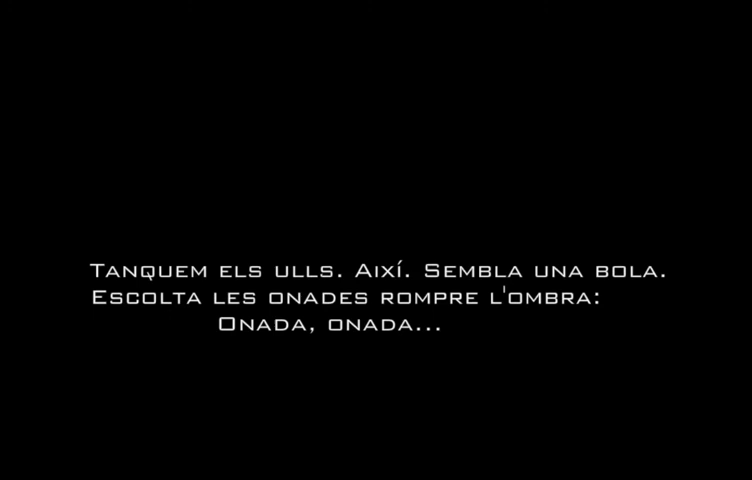 Tanquem els ulls. Així. Sembla una bola.
Escolta les onades rompre l'ombra:
Onada, onada...